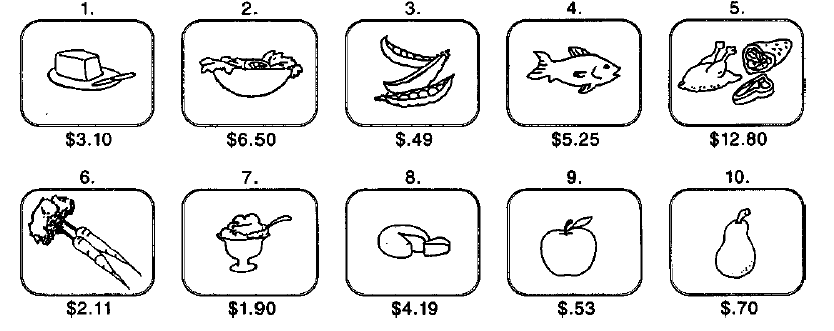 1. 2. 3. 4. 5.
$3.10 $6.50 $.49 $5.25 $12.80
6. 7. 8. 9. 10.
$2.11 $1.90 $4.19 $.53 $.70